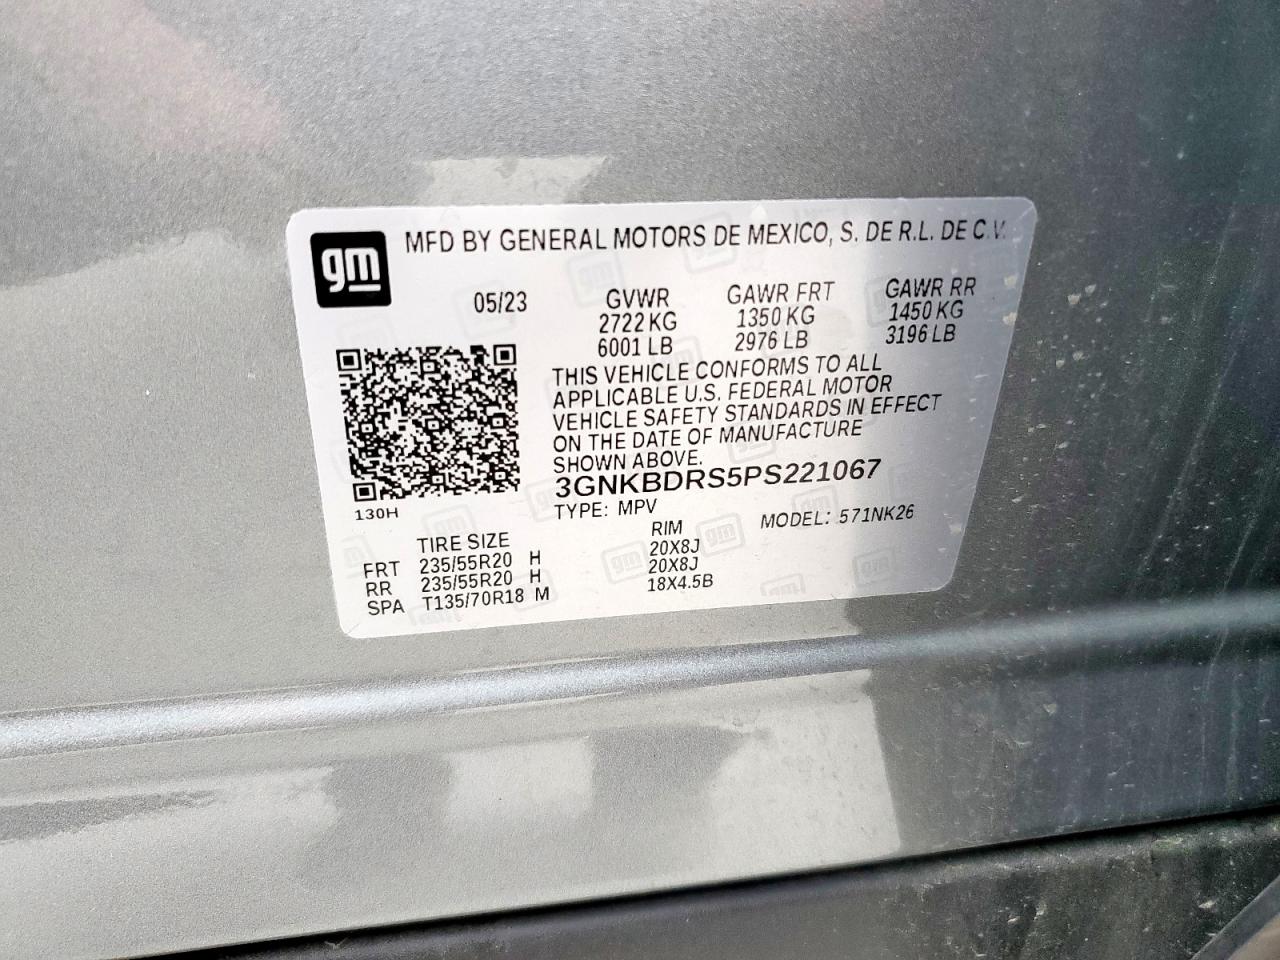 gm
MFD BY GENERAL MOTORS DE MEXICO, S. DE R.L. DE C.V.
05/23 GVWR GAWR FRT GAWR RR
2722 KG 1350 KG 1450 KG
6001 LB 2976 LB 3196 LB
THIS VEHICLE CONFORMS TO ALL
APPLICABLE U.S. FEDERAL MOTOR
VEHICLE SAFETY STANDARDS IN EFFECT
ON THE DATE OF MANUFACTURE
SHOWN ABOVE.
3GNKBDRS5PS221067
130H
TYPE: MPV MODEL: 571NK26
TIRE SIZE RIM
FRT 235/55R20 H 20X8J
RR 235/55R20 H 20X8J
SPA T135/70R18 M 18X4.5B